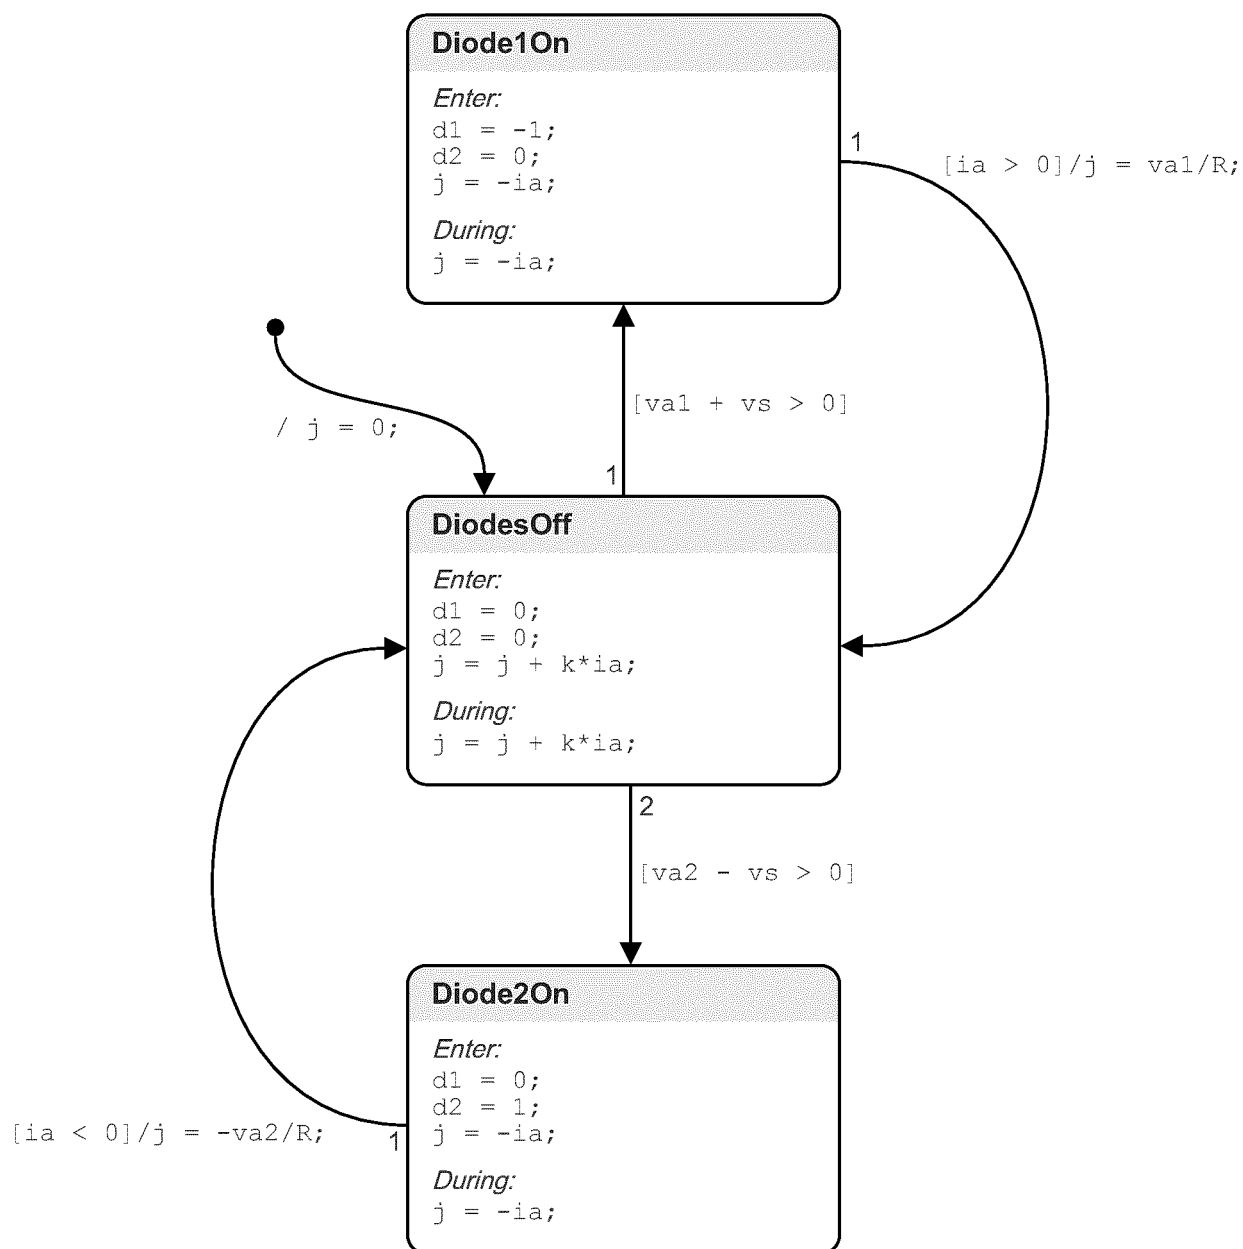 Diode1On
Enter:
d1 = -1;
d2 = 0;
j = -ia;
During:
j = -ia;
1
[ia > 0]/j = va1/R;
/ j = 0;
[va1 + vs > 0]
1
DiodesOff
Enter:
d1 = 0;
d2 = 0;
j = j + k*ia;
During:
j = j + k*ia;
2
[va2 - vs > 0]
Diode2On
Enter:
d1 = 0;
d2 = 1;
j = -ia;
During:
j = -ia;
[ia < 0]/j = -va2/R;
1